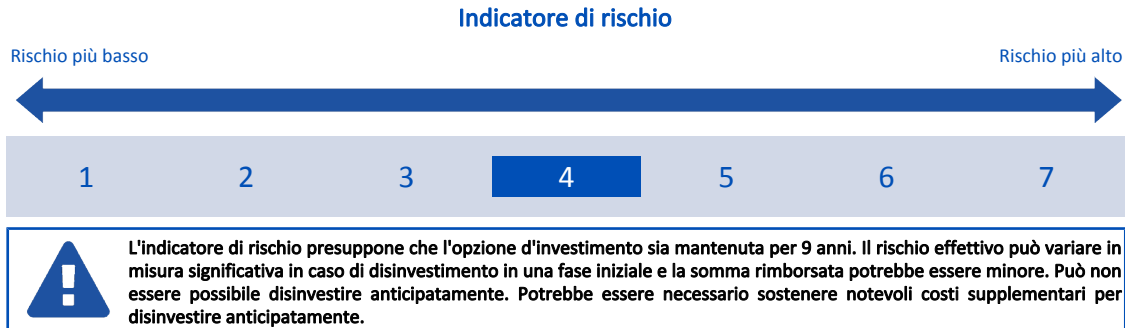 Indicatore di rischio
Rischio più basso
Rischio più alto
1 2 3 4 5 6 7
L'indicatore di rischio presuppone che l'opzione d'investimento sia mantenuta per 9 anni. Il rischio effettivo può variare in
misura significativa in caso di disinvestimento in una fase iniziale e la somma rimborsata potrebbe essere minore. Può non
essere possibile disinvestire anticipatamente. Potrebbe essere necessario sostenere notevoli costi supplementari per
disinvestire anticipatamente.